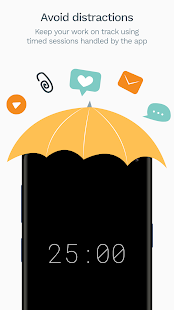 Avoid distractions
Keep your work on track using
timed sessions handled by the app
25:00